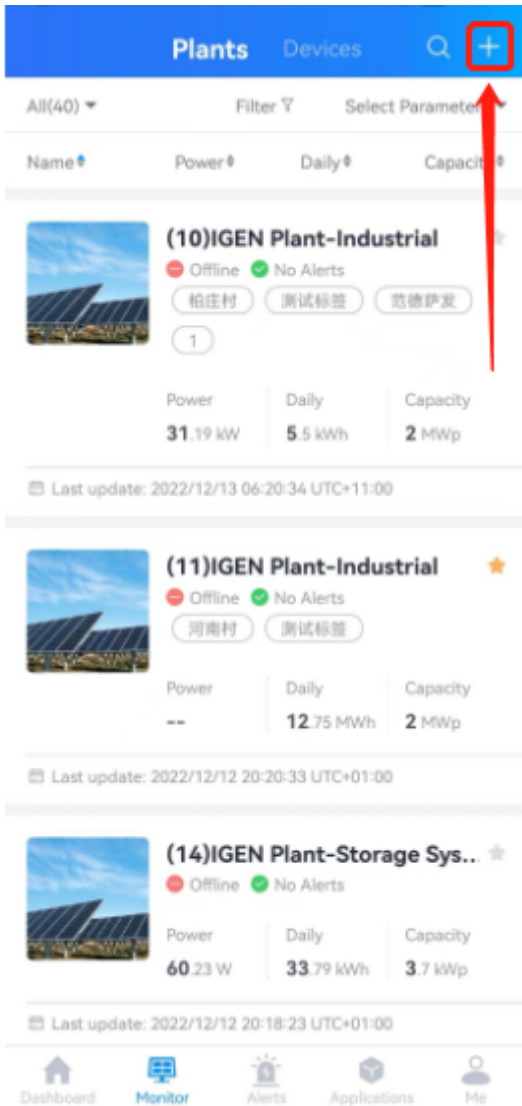 Plants Devices
All(40) Filter Select Parameter
Name Power Daily Capacity
(10)IGEN Plant-Industrial
Offline No Alerts
柏庄村 测试标签 范德萨发
1
Power Daily Capacity
31.19 kW 5.5 kWh 2 MWp
Last update: 2022/12/13 06:20:34 UTC+11:00
(11)IGEN Plant-Industrial
Offline No Alerts
河南村 测试标签
Power Daily Capacity
-- 12.75 MWh 2 MWp
Last update: 2022/12/12 20:20:33 UTC+01:00
(14)IGEN Plant-Storage Sys...
Offline No Alerts
Power Daily Capacity
60.23 W 33.79 kWh 3.7 kWp
Last update: 2022/12/12 20:18:23 UTC+01:00
Dashboard Monitor Alerts Applications Me